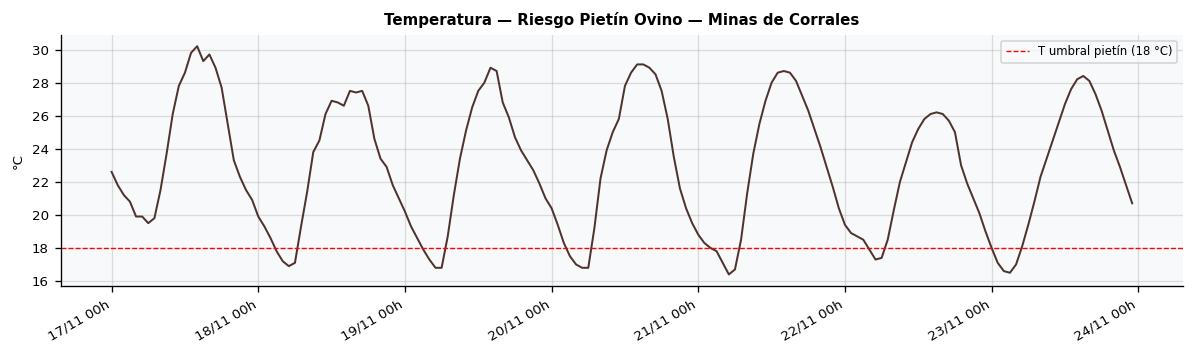 Temperatura — Riesgo Pietín Ovino — Minas de Corrales
T umbral pietín (18 °C)
°C
30
28
26
24
22
20
18
16
17/11 00h
18/11 00h
19/11 00h
20/11 00h
21/11 00h
22/11 00h
23/11 00h
24/11 00h